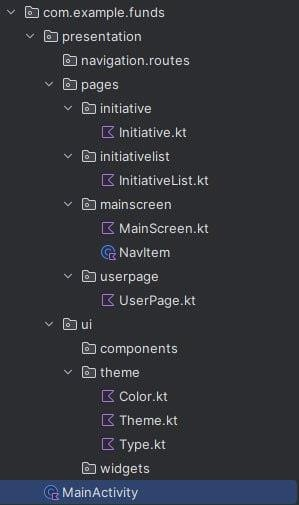 com.example.funds
presentation
navigation.routes
pages
initiative
Initiative.kt
initiativelist
InitiativeList.kt
mainscreen
MainScreen.kt
NavItem
userpage
UserPage.kt
ui
components
theme
Color.kt
Theme.kt
Type.kt
widgets
MainActivity